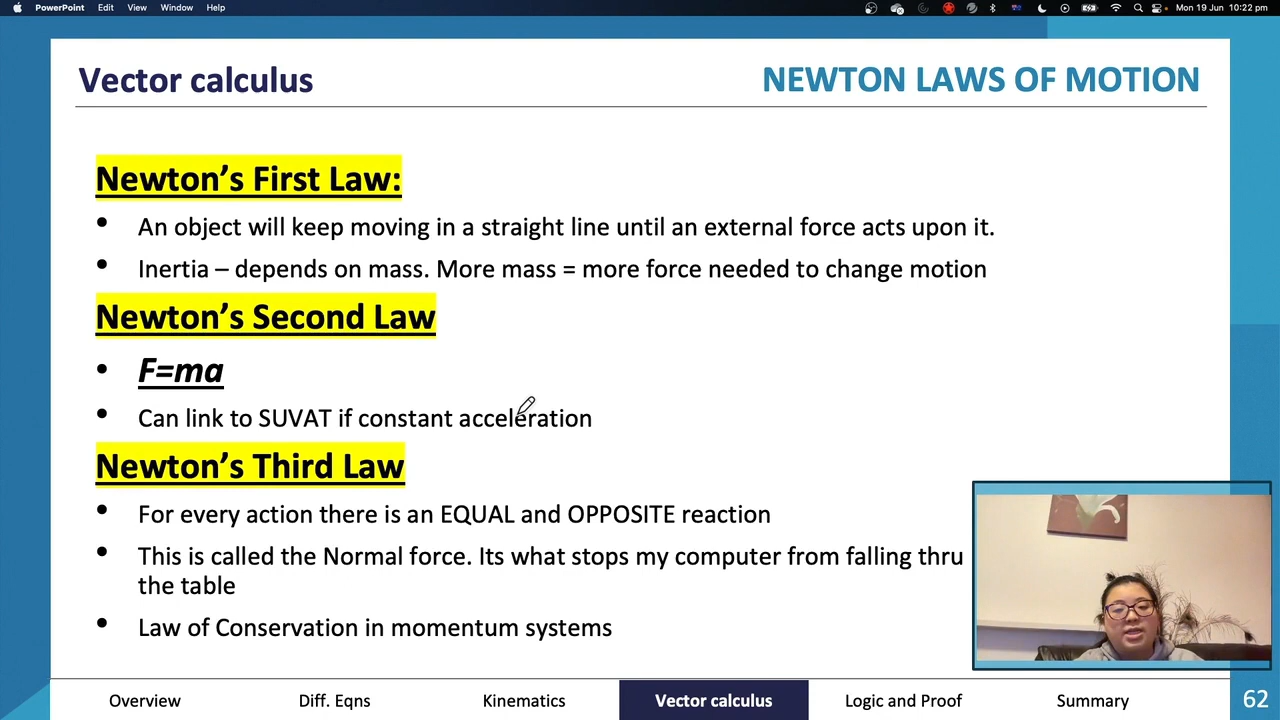 PowerPoint Edit View Window Help Mon 19 Jun 10:22 pm
Vector calculus
NEWTON LAWS OF MOTION
Newton's First Law:
• An object will keep moving in a straight line until an external force acts upon it.
• Inertia – depends on mass. More mass = more force needed to change motion
Newton's Second Law
• F=ma
• Can link to SUVAT if constant acceleration
Newton's Third Law
• For every action there is an EQUAL and OPPOSITE reaction
• This is called the Normal force. Its what stops my computer from falling thru
the table
• Law of Conservation in momentum systems
Overview Diff. Eqns Kinematics Vector calculus Logic and Proof Summary 62